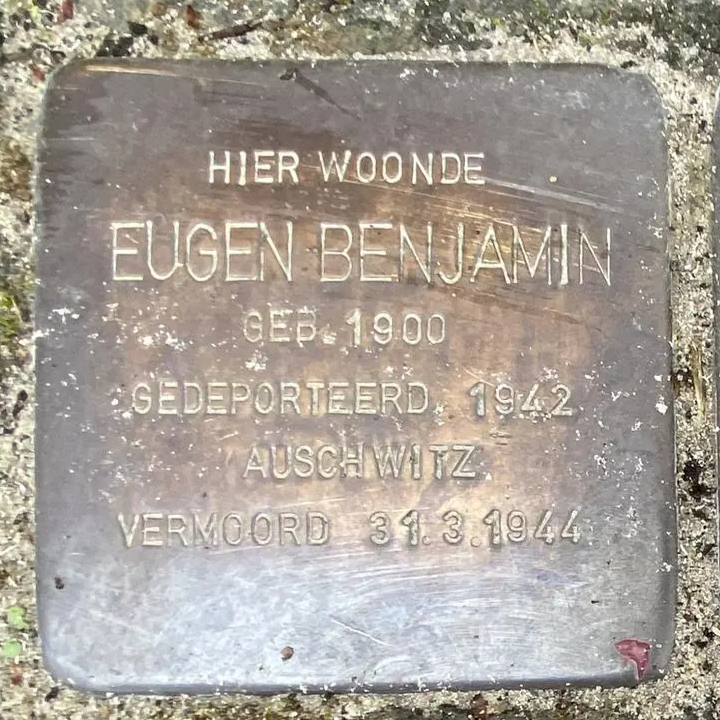 HIER WOONDE
EUGEN BENJAMIN
GEB. 1900
GEDEPORTEERD 1942
AUSCHWITZ
VERMOORD 31.3.1944